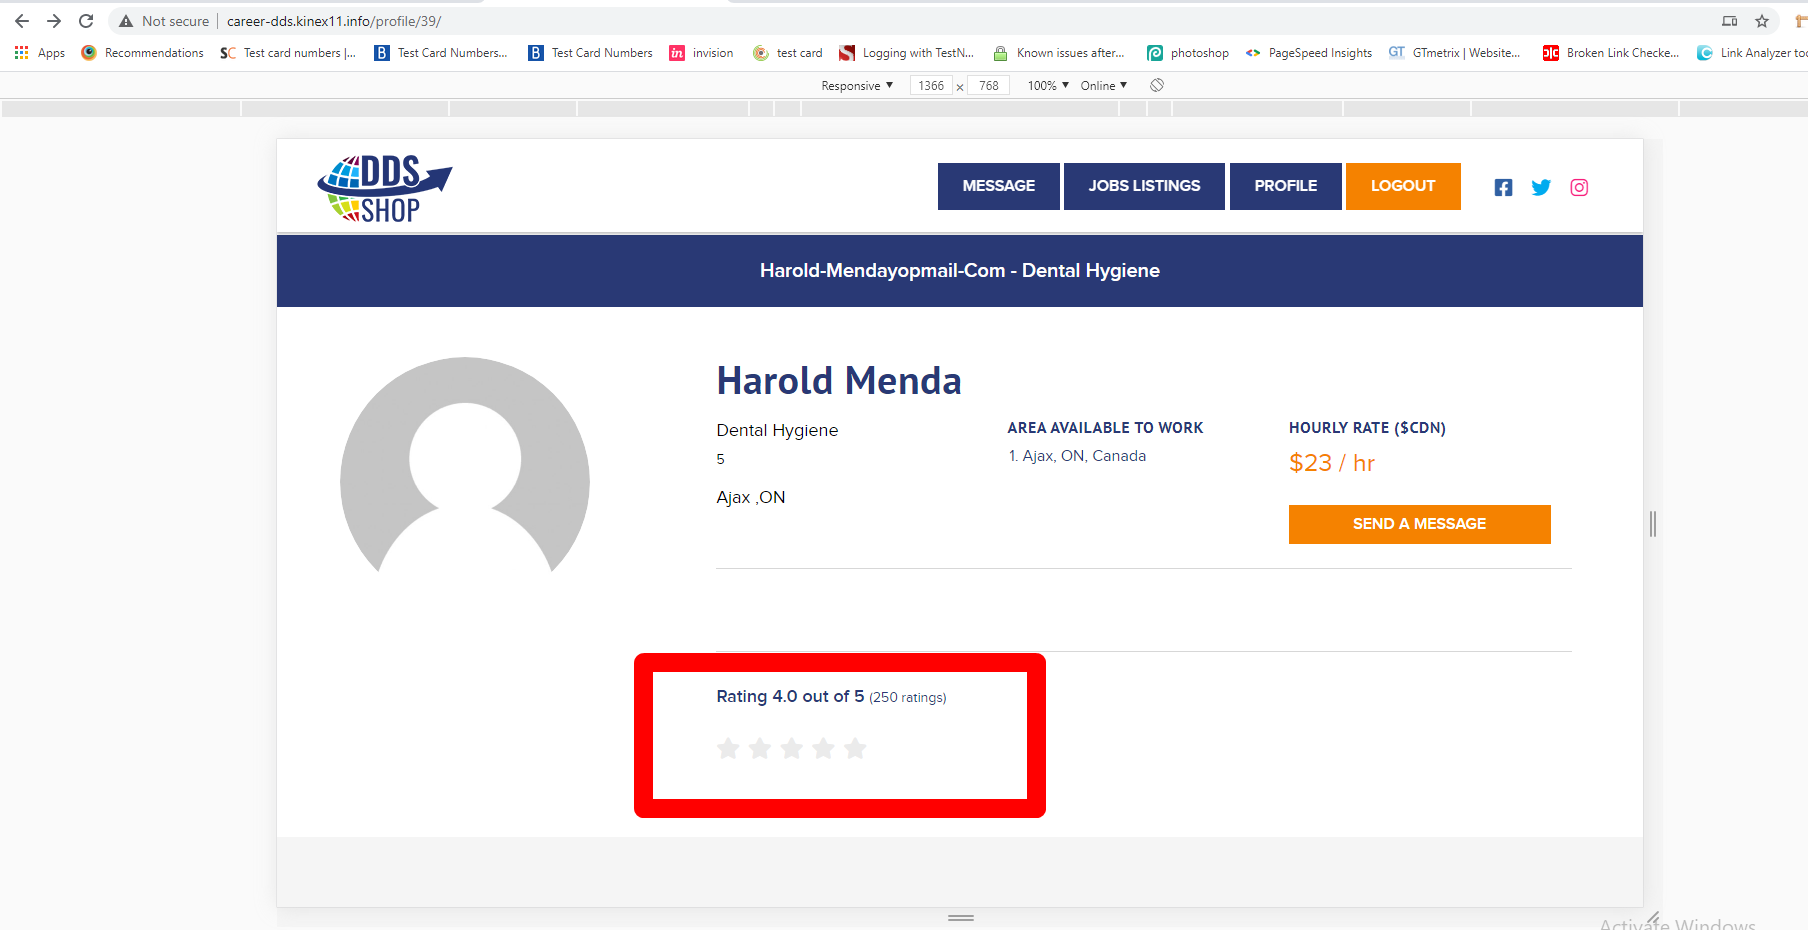 Not secure career-dds.kinex11.info/profile/39/
Apps Recommendations SC Test card numbers |... B Test Card Numbers... B Test Card Numbers in invision test card Logging with TestN... Known issues after... photoshop PageSpeed Insights GT GTmetrix | Website... Broken Link Checke... Link Analyzer too
Responsive ▼ 1366 x 768 100% ▼ Online ▼
DDS
SHOP
MESSAGE JOBS LISTINGS PROFILE LOGOUT
Harold-Mendayopmail-Com - Dental Hygiene
Harold Menda
Dental Hygiene
5
Ajax ,ON
AREA AVAILABLE TO WORK
1. Ajax, ON, Canada
HOURLY RATE ($CDN)
$23 / hr
SEND A MESSAGE
Rating 4.0 out of 5 (250 ratings)
Activate Windows